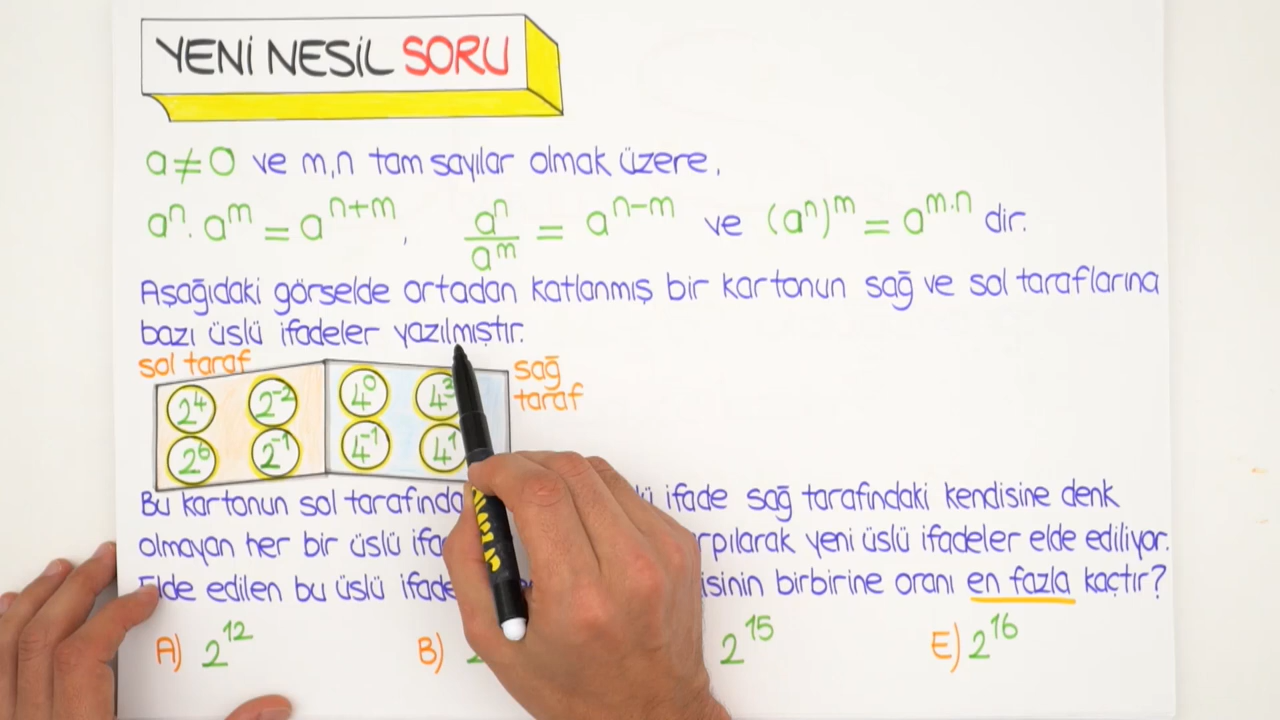 YENİ NESİL SORU
a≠0 ve m,n tam sayılar olmak üzere,
aⁿ.aᵐ = aⁿ⁺ᵐ, aⁿ/aᵐ = aⁿ⁻ᵐ ve (aⁿ)ᵐ = aᵐ·ⁿ dir.
Aşağıdaki görselde ortadan katlanmış bir kartonun sağ ve sol taraflarına
bazı üslü ifadeler yazılmıştır.
sol taraf
sağ
taraf
2⁴ 2⁻² 4⁰ 4³
2⁶ 2⁻¹ 4⁻¹ 4¹
Bu kartonun sol tarafında ifade sağ tarafındaki kendisine denk
olmayan her bir üslü yeni üslü ifadeler elde ediliyor.
Elde edilen bu üslü birbirine oranı en fazla kaçtır?
A) 2¹² B) 2¹⁵ E) 2¹⁶